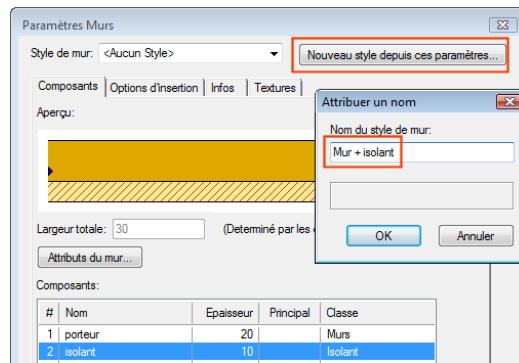 Paramètres Murs
Style de mur: <Aucun Style>
Nouveau style depuis ces paramètres...
Composants Options d'insertion Infos Textures
Attribuer un nom
Aperçu:
Nom du style de mur:
Mur + isolant
Largeur totale: 30 (Determiné par les
OK Annuler
Attributs du mur...
Composants:
# Nom Epaisseur Principal Classe
1 porteur 20 Murs
2 isolant 10 Isolant